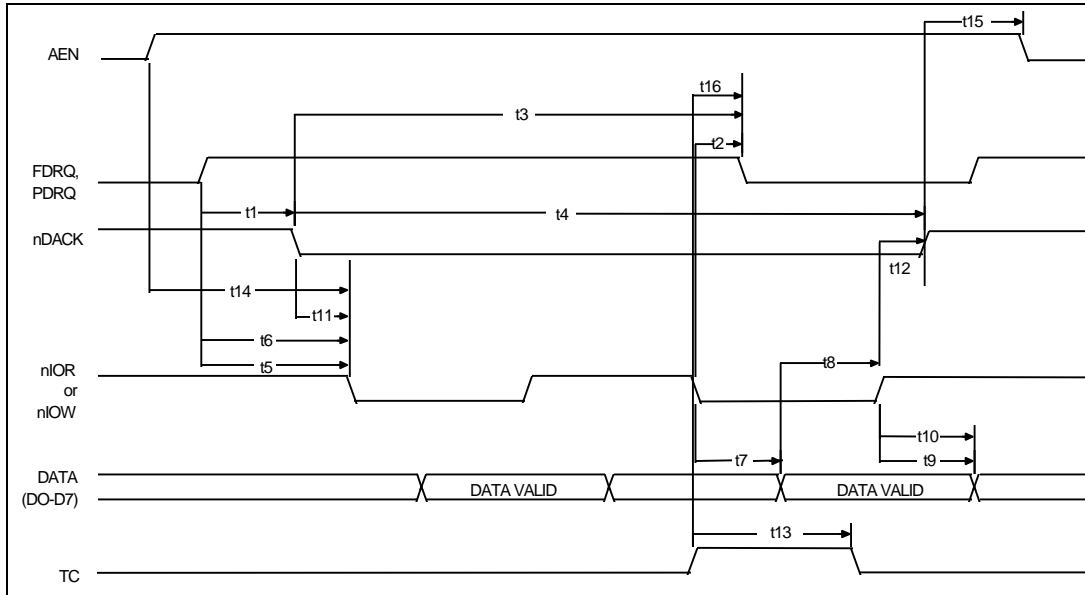 t15
AEN
t16
t3
t2
FDRQ,
PDRQ
t1
t4
nDACK
t12
t14
t11
t6
t8
t5
nIOR
or
nIOW
t10
t7
t9
DATA
(DO-D7)
DATA VALID
DATA VALID
t13
TC